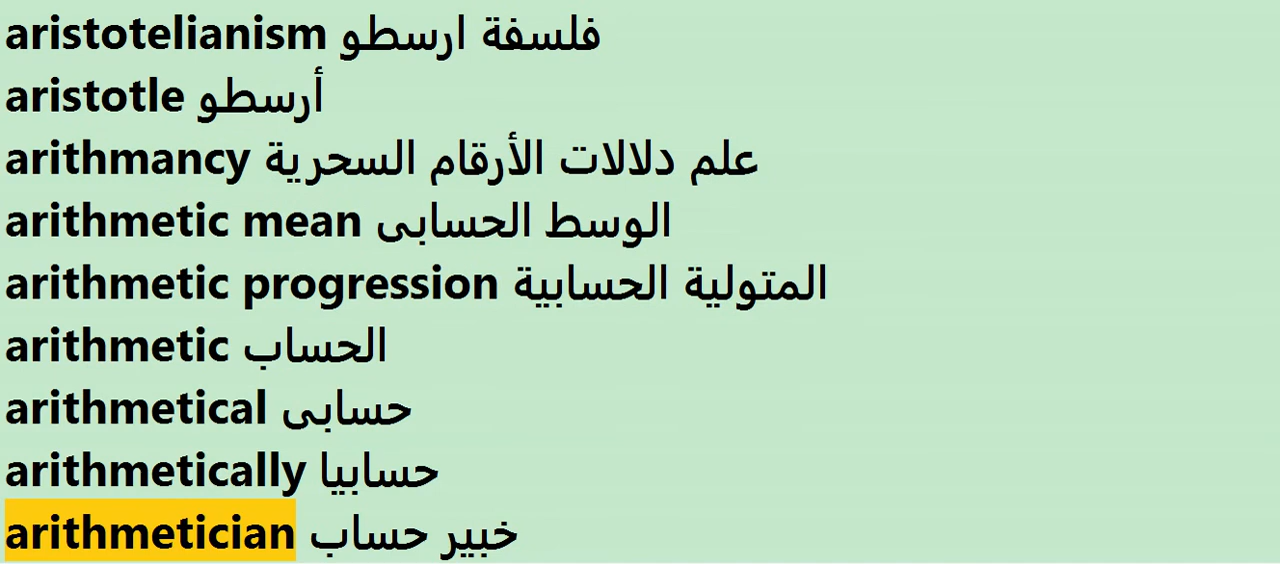 aristotelianism فلسفة ارسطو
aristotle أرسطو
arithmancy علم دلالات الأرقام السحرية
arithmetic mean الوسط الحسابى
arithmetic progression المتولية الحسابية
arithmetic الحساب
arithmetical حسابى
arithmetically حسابيا
arithmetician خبير حساب